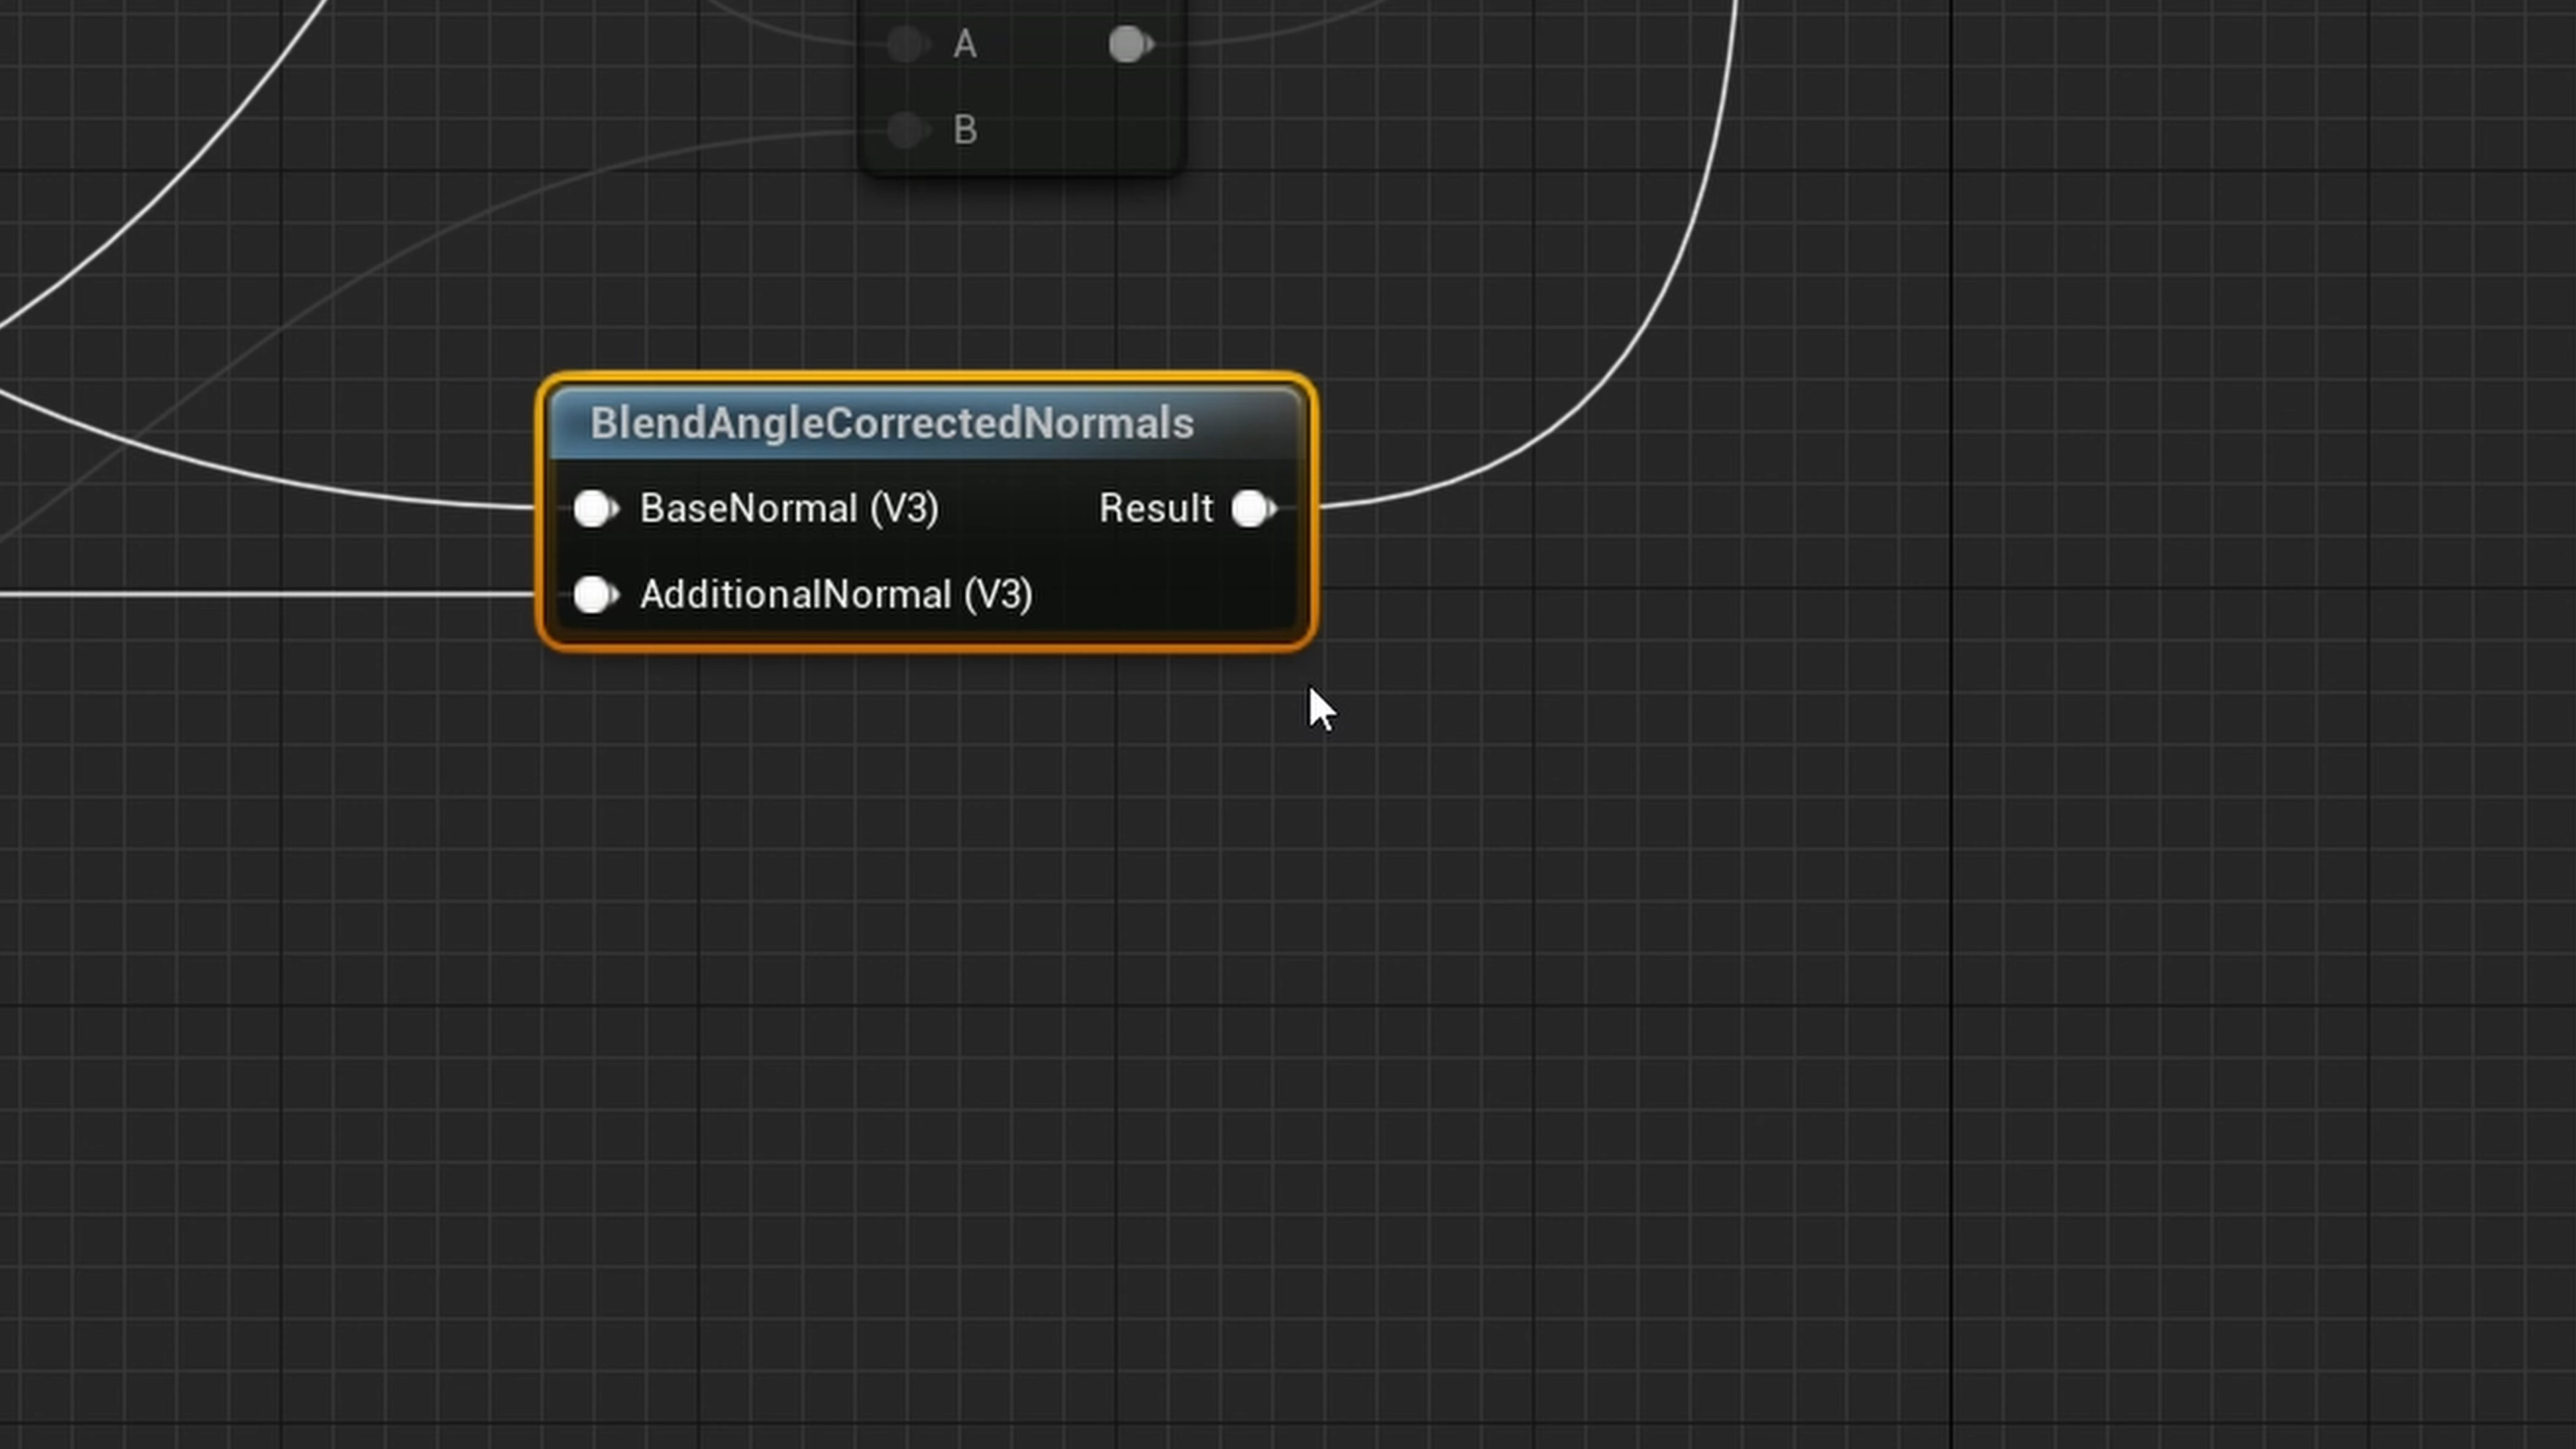 A
B
BlendAngleCorrectedNormals
BaseNormal (V3) Result
AdditionalNormal (V3)